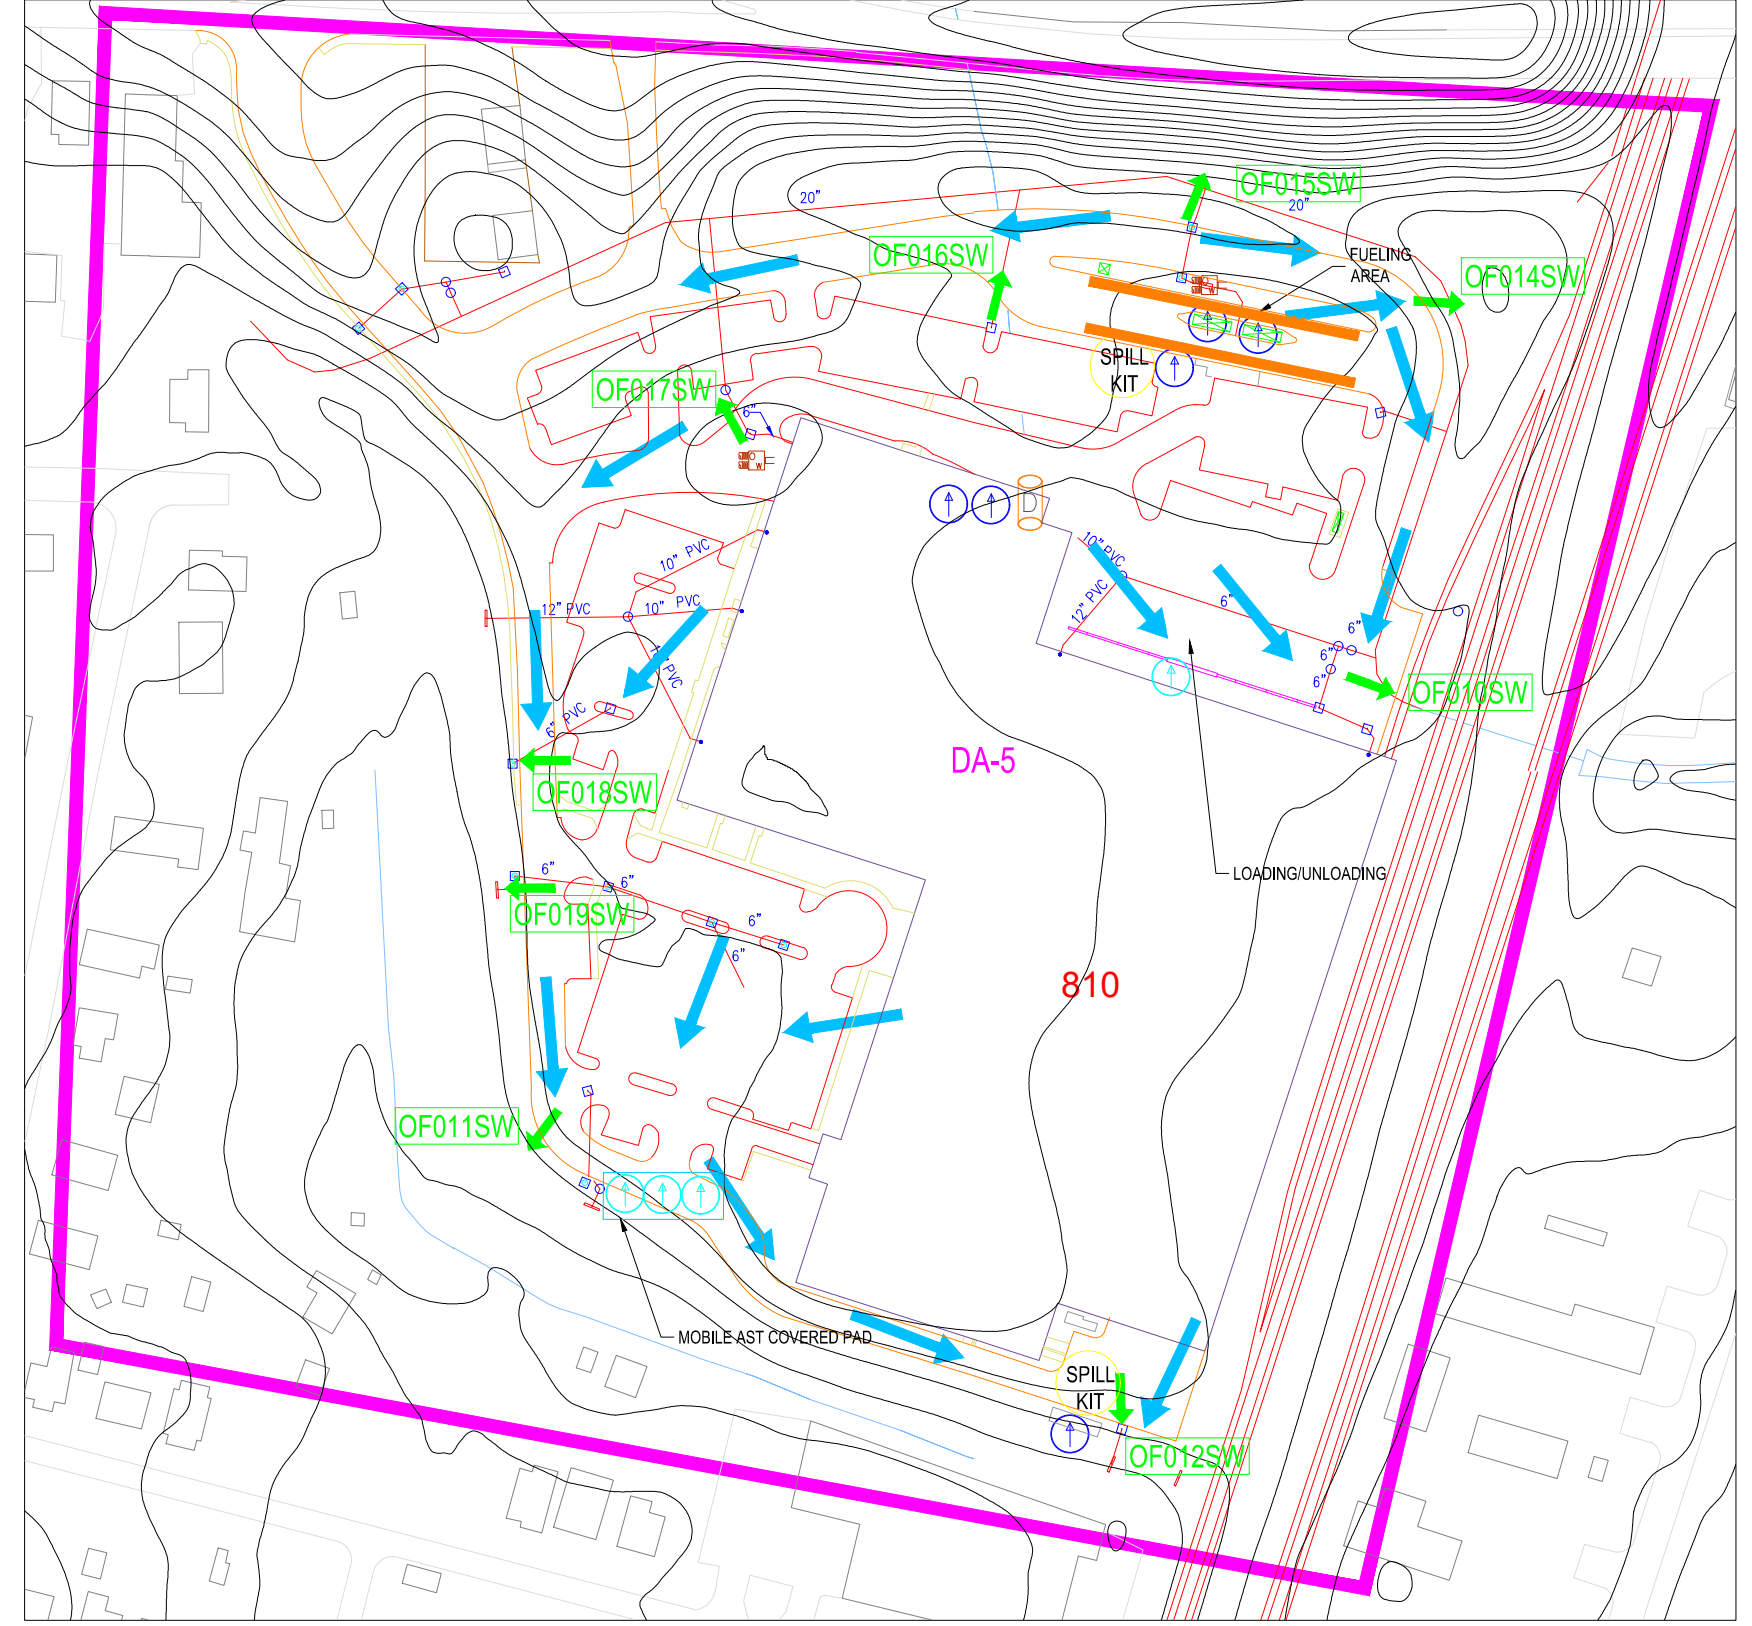 OF015SW
20”
20”
OF016SW
FUELING
AREA
OF014SW
O
W
SPILL
KIT
OF017SW
6”
O
W
D
10” PVC
10” PVC
12” PVC
10” PVC
12” PVC
6”
6”
6”
6”
PVC
OF010SW
6” PVC
DA-5
OF018SW
LOADING/UNLOADING
6”
6”
OF019SW
6”
6”
810
OF011SW
MOBILE AST COVERED PAD
SPILL
KIT
OF012SW